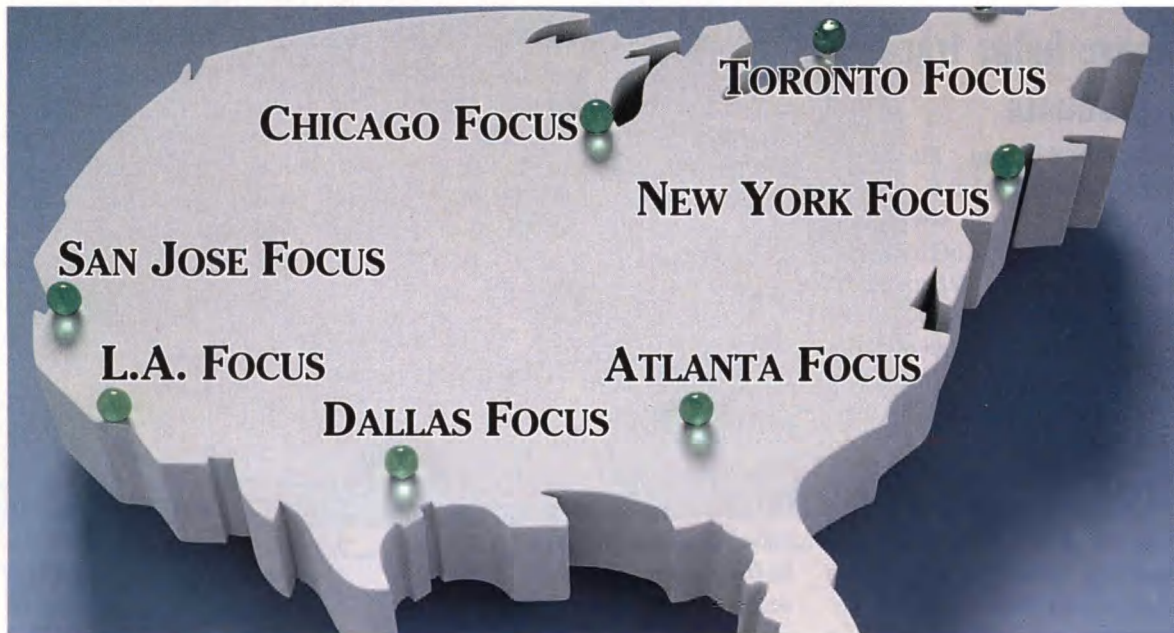 TORONTO FOCUS
CHICAGO FOCUS
NEW YORK FOCUS
SAN JOSE FOCUS
L.A. FOCUS
ATLANTA FOCUS
DALLAS FOCUS